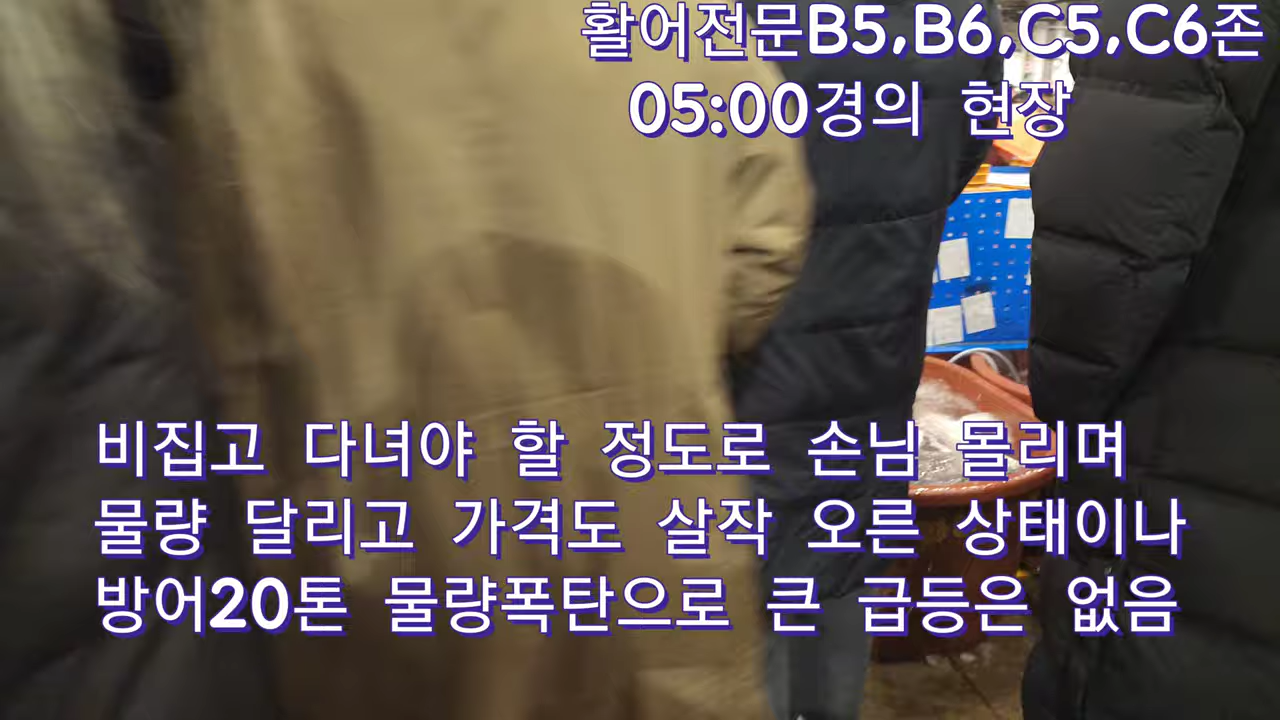 활어전문B5,B6,C5,C6존
05:00경의 현장
비집고 다녀야 할 정도로 손님 몰리며
물량 달리고 가격도 살작 오른 상태이나
방어20톤 물량폭탄으로 큰 급등은 없음